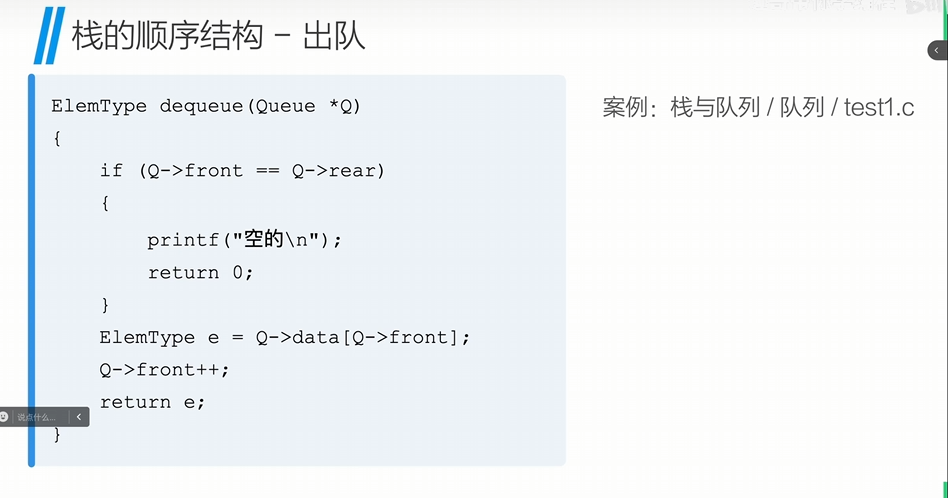 栈的顺序结构 - 出队
ElemType dequeue(Queue *Q)
{
if (Q->front == Q->rear)
{
printf("空的\n");
return 0;
}
ElemType e = Q->data[Q->front];
Q->front++;
return e;
}
案例：栈与队列 / 队列 / test1.c
说点什么...